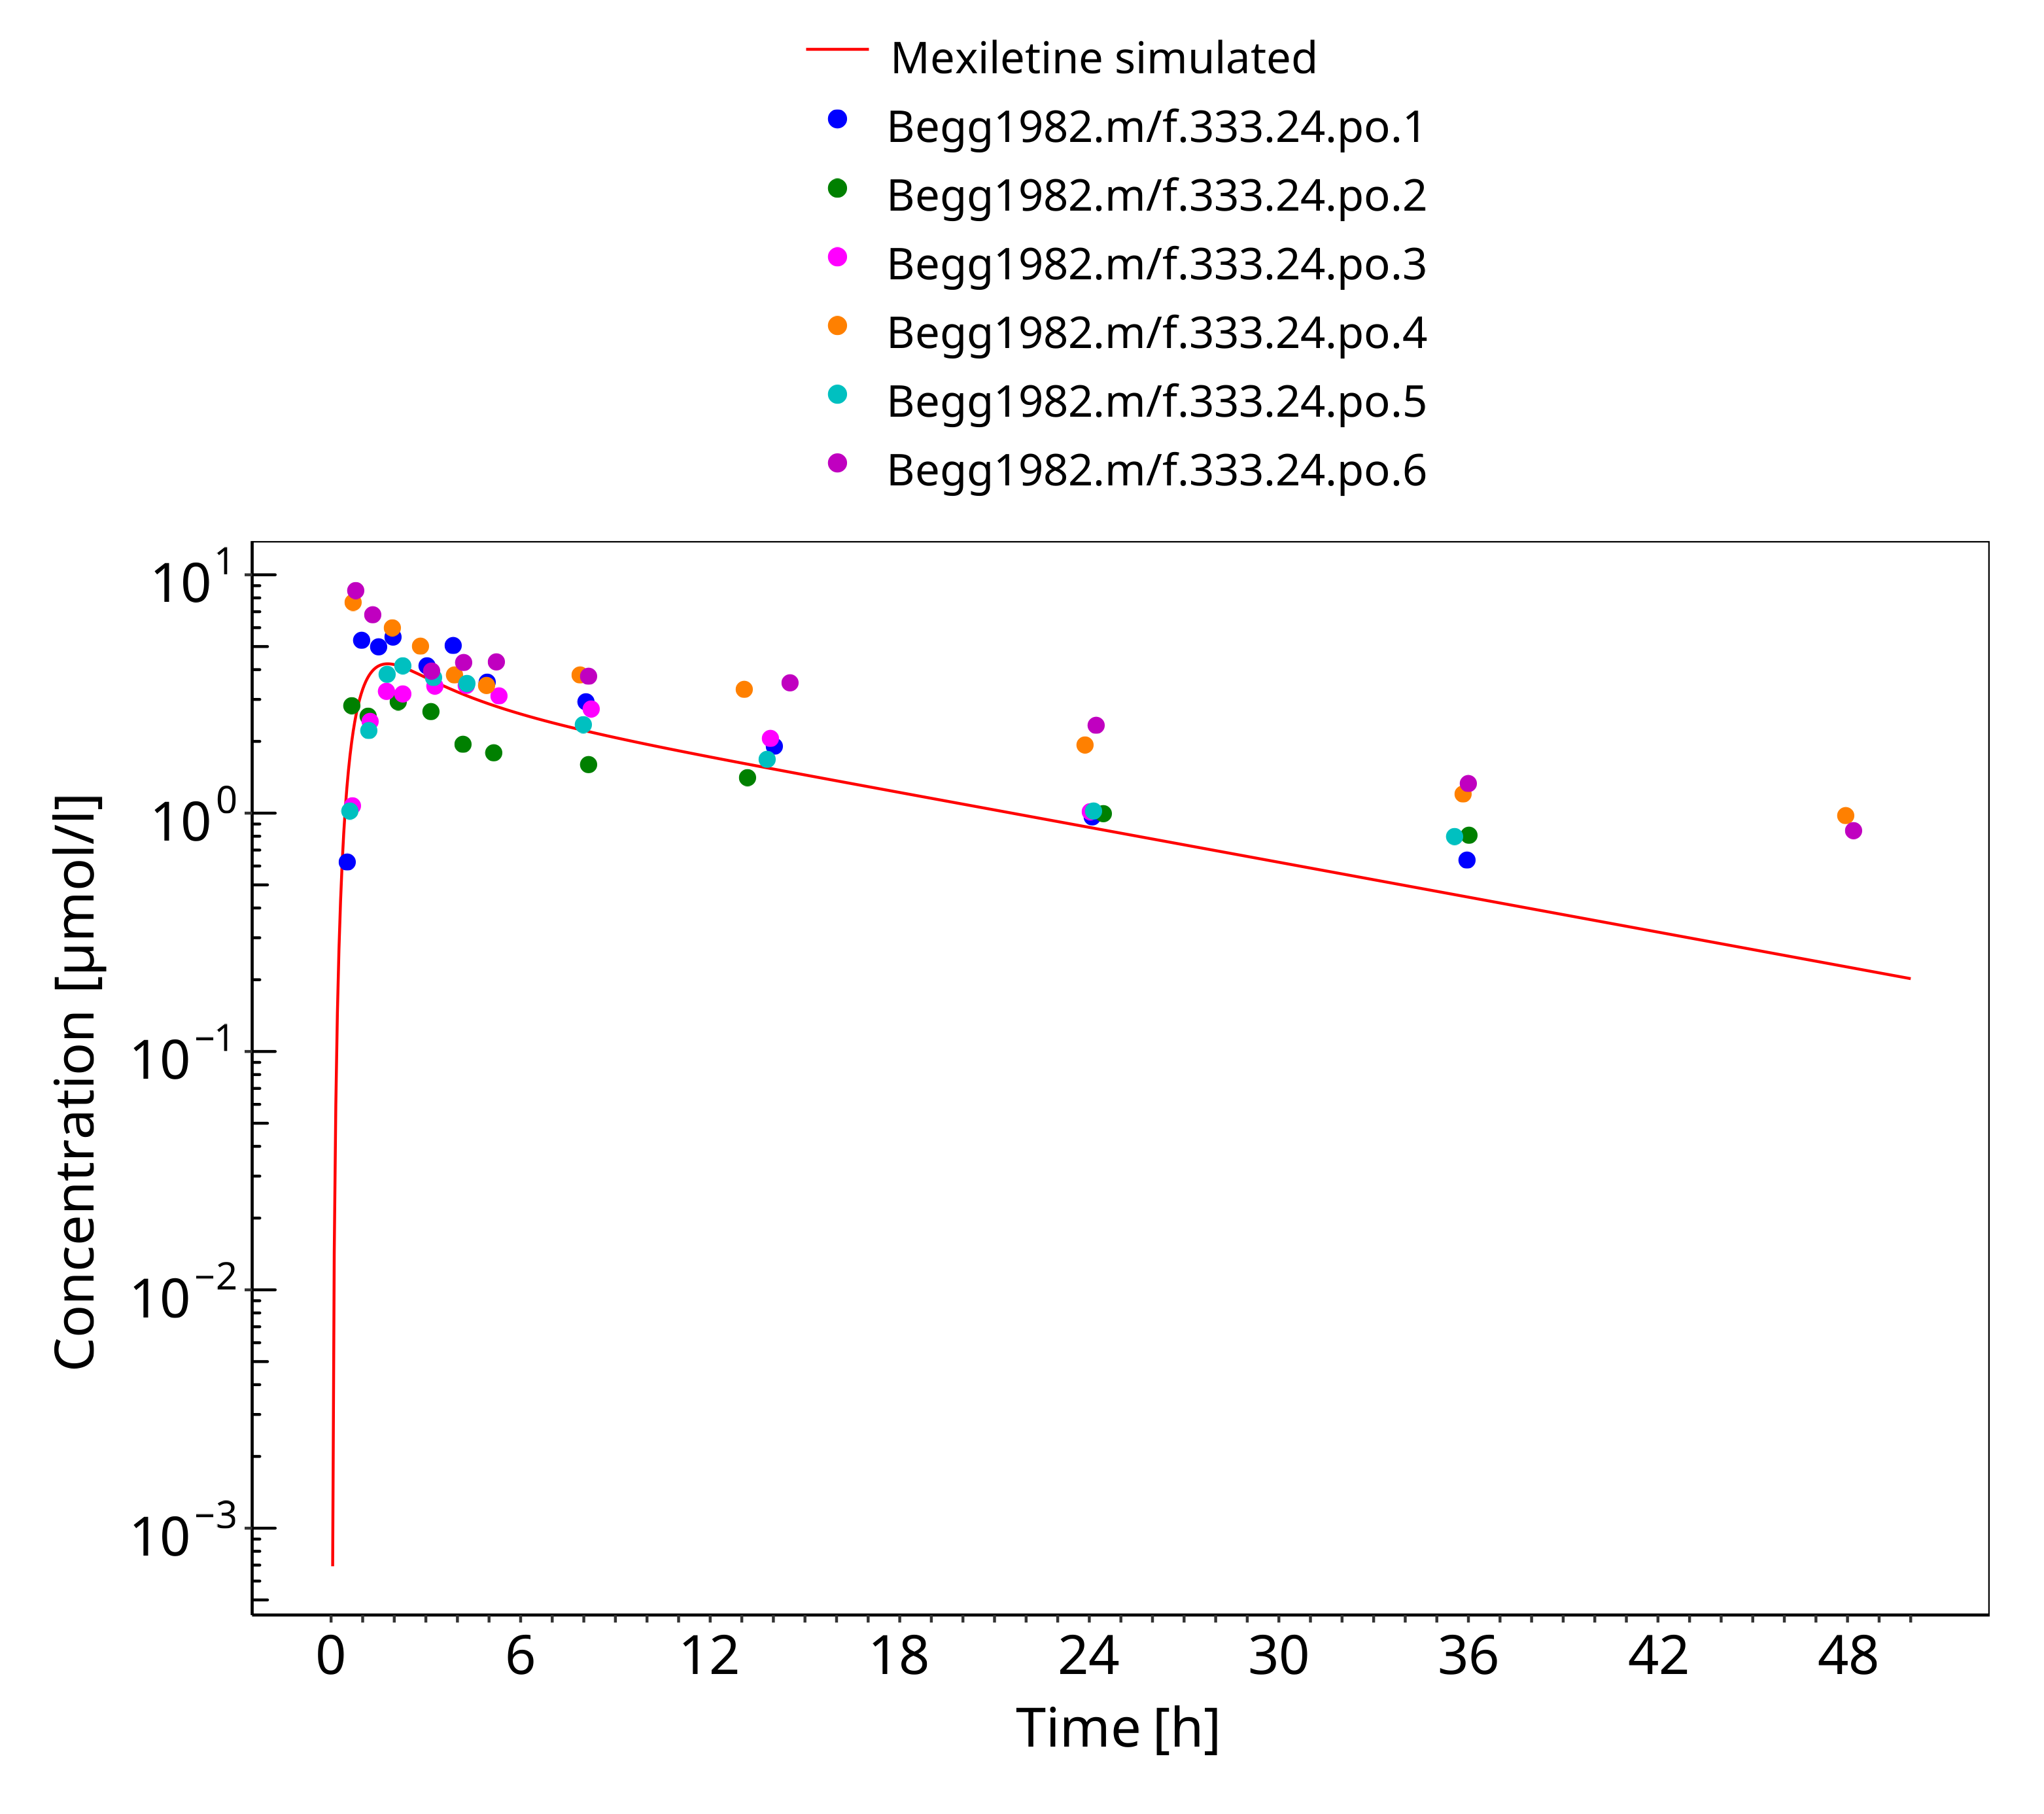 Mexiletine simulated
Begg1982.m/f.333.24.po.1
Begg1982.m/f.333.24.po.2
Begg1982.m/f.333.24.po.3
Begg1982.m/f.333.24.po.4
Begg1982.m/f.333.24.po.5
Begg1982.m/f.333.24.po.6
10^1
10^0
10^−1
10^−2
10^−3
Concentration [µmol/l]
0 6 12 18 24 30 36 42 48
Time [h]